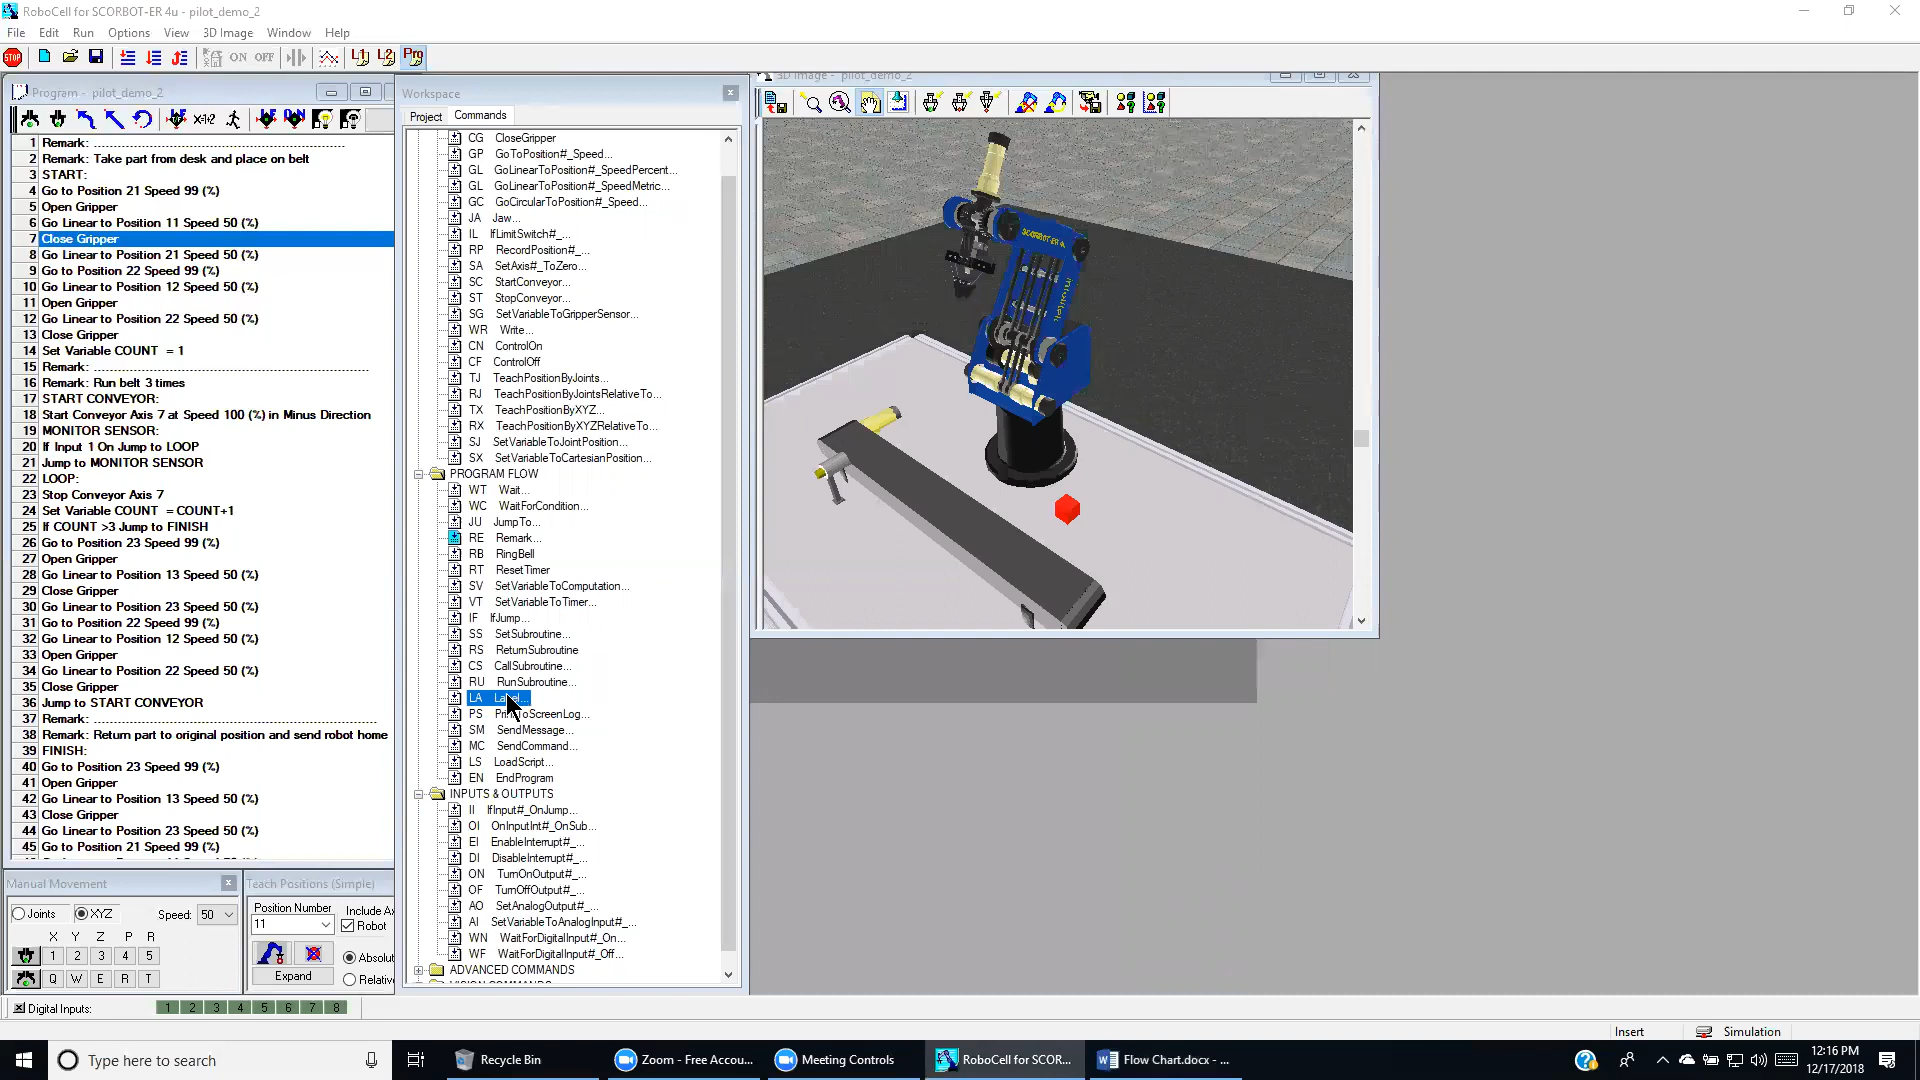 RoboCell for SCORBOT-ER 4u - pilot_demo_2
File Edit Run Options View 3D Image Window Help
STOP ON OFF L1 L2 Pro
Program - pilot_demo_2
1 Remark:
2 Remark: Take part from desk and place on belt
3 START:
4 Go to Position 21 Speed 99 (%)
5 Open Gripper
6 Go Linear to Position 11 Speed 50 (%)
7 Close Gripper
8 Go Linear to Position 21 Speed 50 (%)
9 Go to Position 22 Speed 99 (%)
10 Go Linear to Position 12 Speed 50 (%)
11 Open Gripper
12 Go Linear to Position 22 Speed 50 (%)
13 Close Gripper
14 Set Variable COUNT = 1
15 Remark:
16 Remark: Run belt 3 times
17 START CONVEYOR:
18 Start Conveyor Axis 7 at Speed 100 (%) in Minus Direction
19 MONITOR SENSOR:
20 If Input 1 On Jump to LOOP
21 Jump to MONITOR SENSOR
22 LOOP:
23 Stop Conveyor Axis 7
24 Set Variable COUNT = COUNT+1
25 If COUNT >3 Jump to FINISH
26 Go to Position 23 Speed 99 (%)
27 Open Gripper
28 Go Linear to Position 13 Speed 50 (%)
29 Close Gripper
30 Go Linear to Position 23 Speed 50 (%)
31 Go to Position 22 Speed 99 (%)
32 Go Linear to Position 12 Speed 50 (%)
33 Open Gripper
34 Go Linear to Position 22 Speed 50 (%)
35 Close Gripper
36 Jump to START CONVEYOR
37 Remark:
38 Remark: Return part to original position and send robot home
39 FINISH:
40 Go to Position 23 Speed 99 (%)
41 Open Gripper
42 Go Linear to Position 13 Speed 50 (%)
43 Close Gripper
44 Go Linear to Position 23 Speed 50 (%)
45 Go to Position 21 Speed 99 (%)
Workspace
Project Commands
CG CloseGripper
GP GoToPosition#_Speed...
GL GoLinearToPosition#_SpeedPercent...
GL GoLinearToPosition#_SpeedMetric...
GC GoCircularToPosition#_Speed...
JA Jaw...
IL IfLimitSwitch#_...
RP RecordPosition#_...
SA SetAxis#_ToZero...
SC StartConveyor...
ST StopConveyor...
SG SetVariableToGripperSensor...
WR Write...
CN ControlOn
CF ControlOff
TJ TeachPositionByJoints...
RJ TeachPositionByJointsRelativeTo...
TX TeachPositionByXYZ...
RX TeachPositionByXYZRelativeTo...
SJ SetVariableToJointPosition...
SX SetVariableToCartesianPosition...
PROGRAM FLOW
WT Wait...
WC WaitForCondition...
JU JumpTo...
RE Remark...
RB RingBell
RT ResetTimer
SV SetVariableToComputation...
VT SetVariableToTimer...
IF IfJump...
SS SetSubroutine...
RS ReturnSubroutine
CS CallSubroutine...
RU RunSubroutine...
LA Label...
PS PrintToScreenLog...
SM SendMessage...
MC SendCommand...
LS LoadScript...
EN EndProgram
INPUTS & OUTPUTS
II IfInput#_OnJump...
OI OnInputInt#_OnSub...
EI EnableInterrupt#_...
DI DisableInterrupt#_...
ON TurnOnOutput#_...
OF TurnOffOutput#_...
AO SetAnalogOutput#_...
AI SetVariableToAnalogInput#_...
WN WaitForDigitalInput#_On...
WF WaitForDigitalInput#_Off...
ADVANCED COMMANDS
VISION COMMANDS
3D Image - pilot_demo_2
SCORBOT-ER 4u
intelitek
Manual Movement
Joints XYZ Speed: 50
X Y Z P R
1 2 3 4 5
Q W E R T
Teach Positions (Simple)
Position Number Include Ax
11 Robot
Absolut
Expand Relativ
Digital Inputs: 1 2 3 4 5 6 7 8
Insert Simulation
Type here to search
Recycle Bin
Zoom - Free Accou...
Meeting Controls
RoboCell for SCOR...
Flow Chart.docx - ...
12:16 PM
12/17/2018